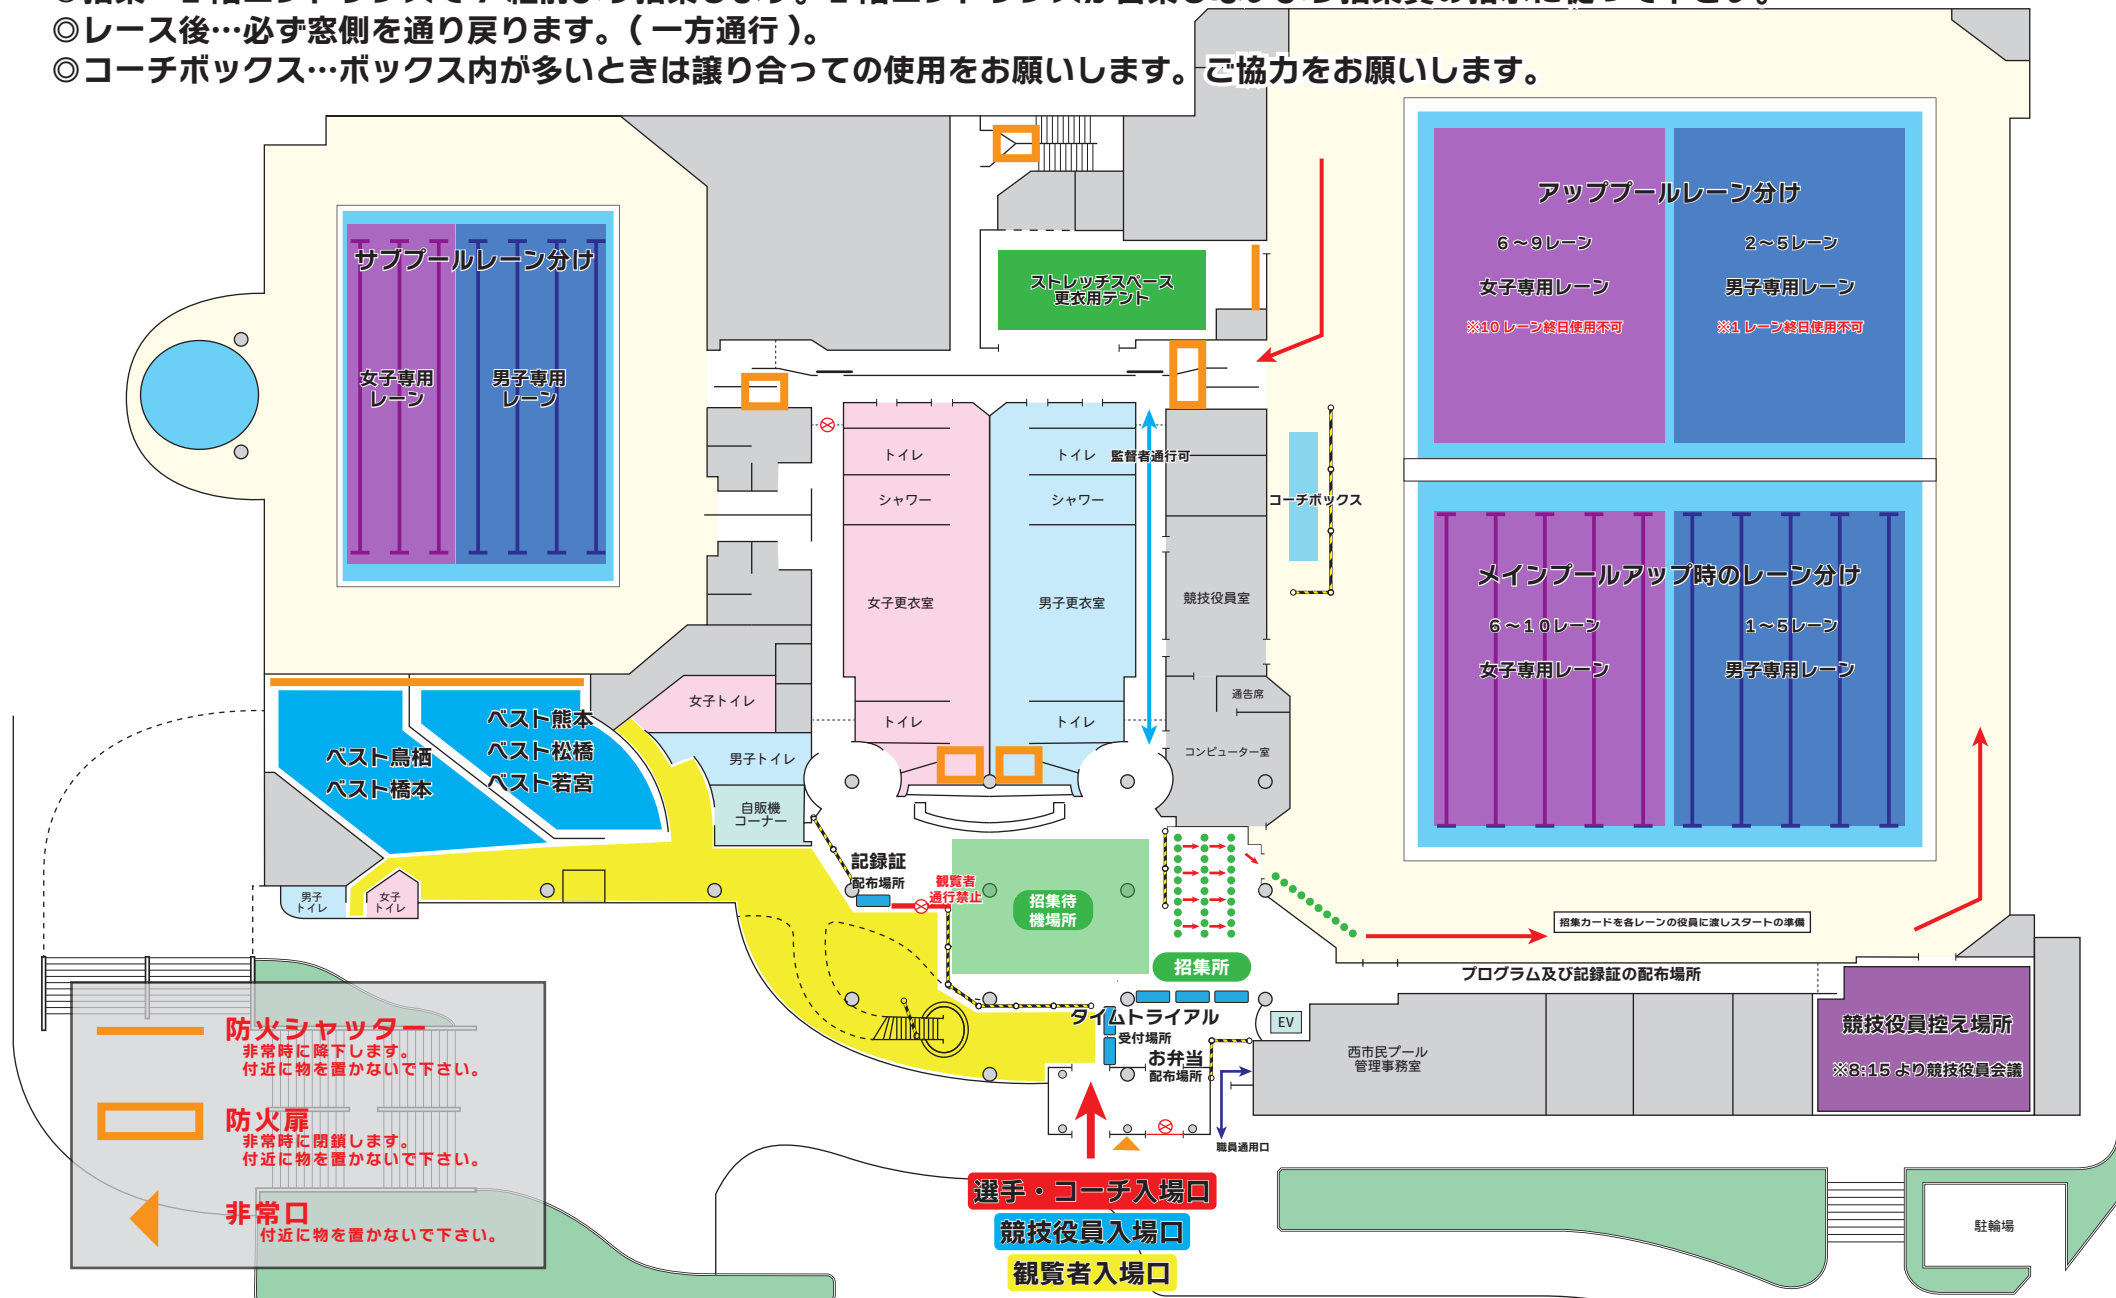 ◎レース後…必ず窓側を通り戻ります。( 一方通行 )。
◎コーチボックス…ボックス内が多いときは譲り合っての使用をお願いします。ご協力をお願いします。
アッププールレーン分け
6～9レーン
女子専用レーン
※10 レーン終日使用不可
2～5レーン
男子専用レーン
※1 レーン終日使用不可
サブプールレーン分け
女子専用
レーン
男子専用
レーン
ストレッチスペース
更衣用テント
トイレ
シャワー
女子更衣室
トイレ
トイレ
シャワー
男子更衣室
トイレ
監督者通行可
コーチボックス
競技役員室
通告席
コンピューター室
メインプールアップ時のレーン分け
6～10レーン
女子専用レーン
1～5レーン
男子専用レーン
ベスト鳥栖
ベスト橋本
ベスト熊本
ベスト松橋
ベスト若宮
女子トイレ
男子トイレ
自販機
コーナー
男子
トイレ
女子
トイレ
記録証
配布場所
観覧者
通行禁止
招集待
機場所
招集所
招集カードを各レーンの役員に渡しスタートの準備
プログラム及び記録証の配布場所
タイムトライアル
受付場所
お弁当
配布場所
EV
西市民プール
管理事務室
競技役員控え場所
※8:15 より競技役員会議
職員通用口
防火シャッター
非常時に降下します。
付近に物を置かないで下さい。
防火扉
非常時に閉鎖します。
付近に物を置かないで下さい。
非常口
付近に物を置かないで下さい。
選手・コーチ入場口
競技役員入場口
観覧者入場口
駐輪場